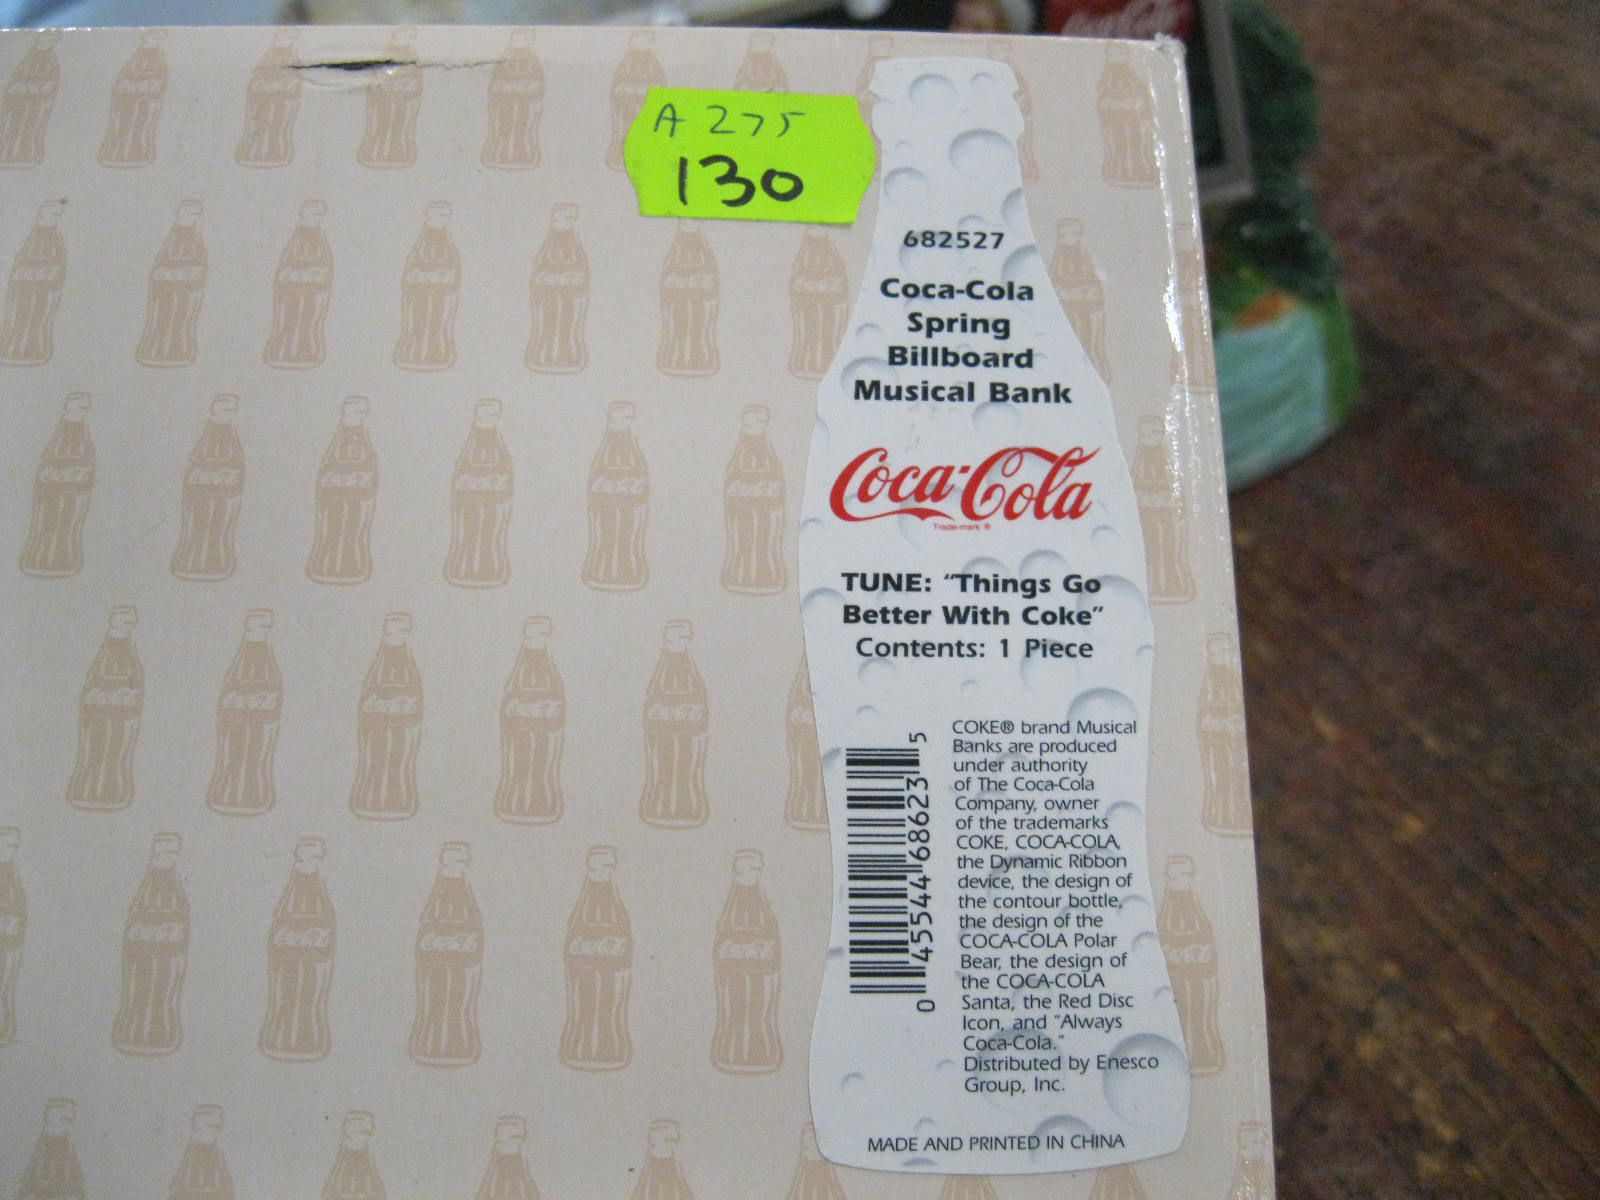 A 275
130
682527
Coca-Cola
Spring
Billboard
Musical Bank
Coca-Cola
Trade-mark ®
TUNE: "Things Go
Better With Coke"
Contents: 1 Piece
COKE® brand Musical
Banks are produced
under authority
of The Coca-Cola
Company, owner
of the trademarks
COKE, COCA-COLA,
the Dynamic Ribbon
device, the design of
the contour bottle,
the design of the
COCA-COLA Polar
Bear, the design of
the COCA-COLA
Santa, the Red Disc
Icon, and "Always
Coca-Cola."
Distributed by Enesco
Group, Inc.
0 45544 68623 5
MADE AND PRINTED IN CHINA